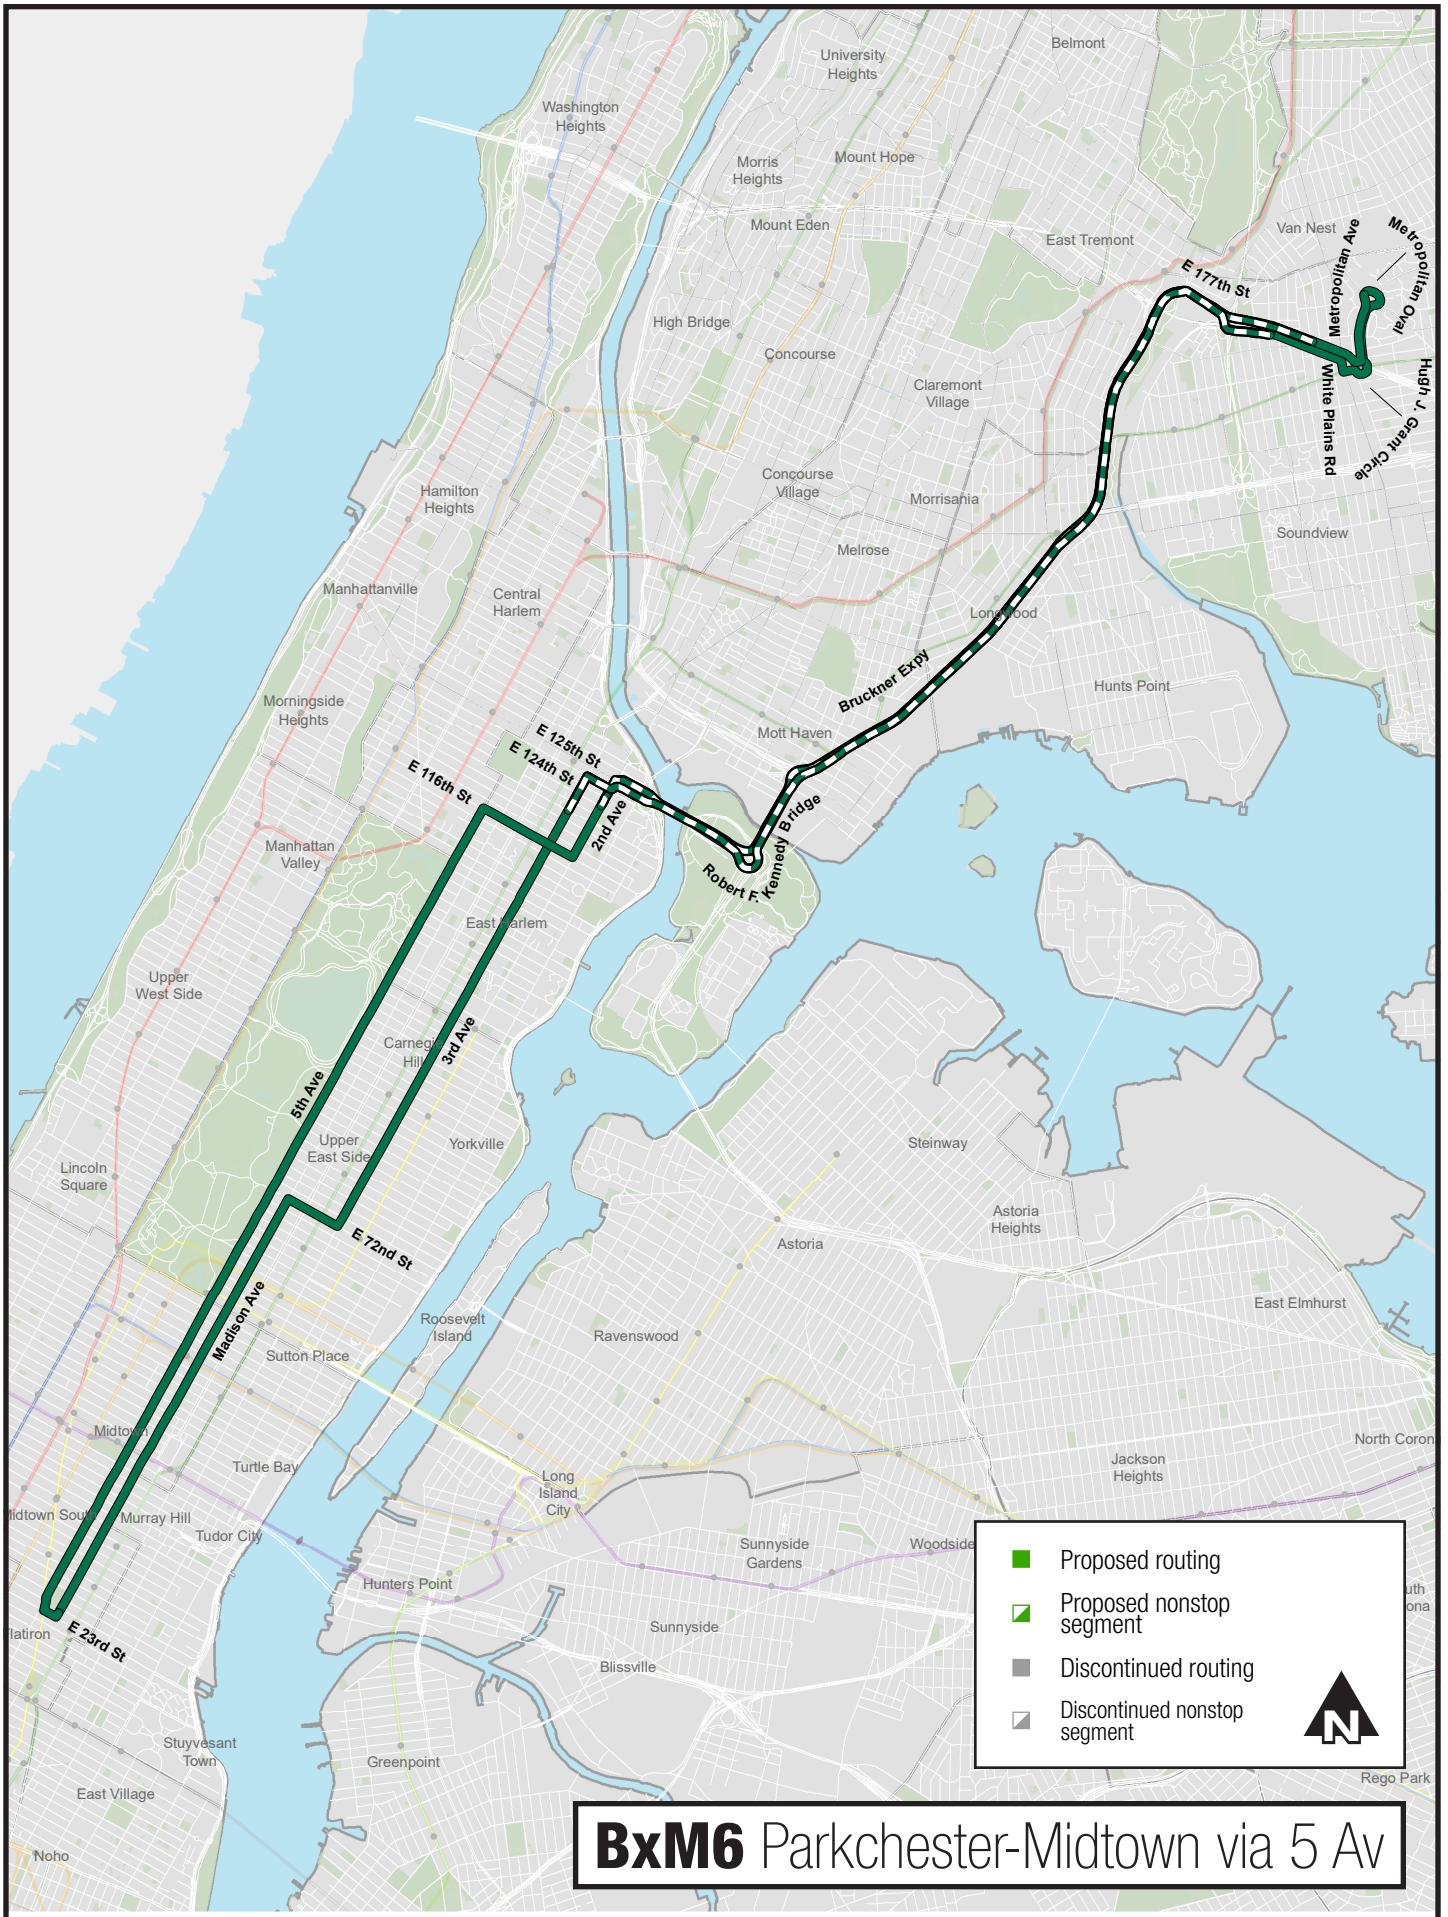 Belmont
University
Heights
Washington
Heights
Morris
Heights
Mount Hope
Mount Eden
East Tremont
Van Nest
Metropolitan Ave
Metropolitan Oval
E 177th St
High Bridge
Concourse
Claremont
Village
White Plains Rd
Hugh J. Grant Circle
Concourse
Village
Hamilton
Heights
Morrisania
Soundview
Melrose
Manhattanville
Central
Harlem
Longwood
Bruckner Expy
Hunts Point
Morningside
Heights
Mott Haven
E 125th St
E 124th St
E 116th St
2nd Ave
Robert F. Kennedy Bridge
Manhattan
Valley
East Harlem
Upper
West Side
Carnegie
Hill
3rd Ave
5th Ave
Upper
East Side
Yorkville
Steinway
Lincoln
Square
Astoria
Heights
E 72nd St
Astoria
Madison Ave
Roosevelt
Island
Ravenswood
East Elmhurst
Sutton Place
Midtown
Turtle Bay
North Coron
Jackson
Heights
Long
Island
City
idtown South
Murray Hill
Tudor City
Sunnyside
Gardens
Woodside
Hunters Point
uth
ona
latiron
E 23rd St
Sunnyside
Blissville
Stuyvesant
Town
Greenpoint
East Village
Rego Park
Noho
Proposed routing
Proposed nonstop
segment
Discontinued routing
Discontinued nonstop
segment
N
BxM6 Parkchester-Midtown via 5 Av